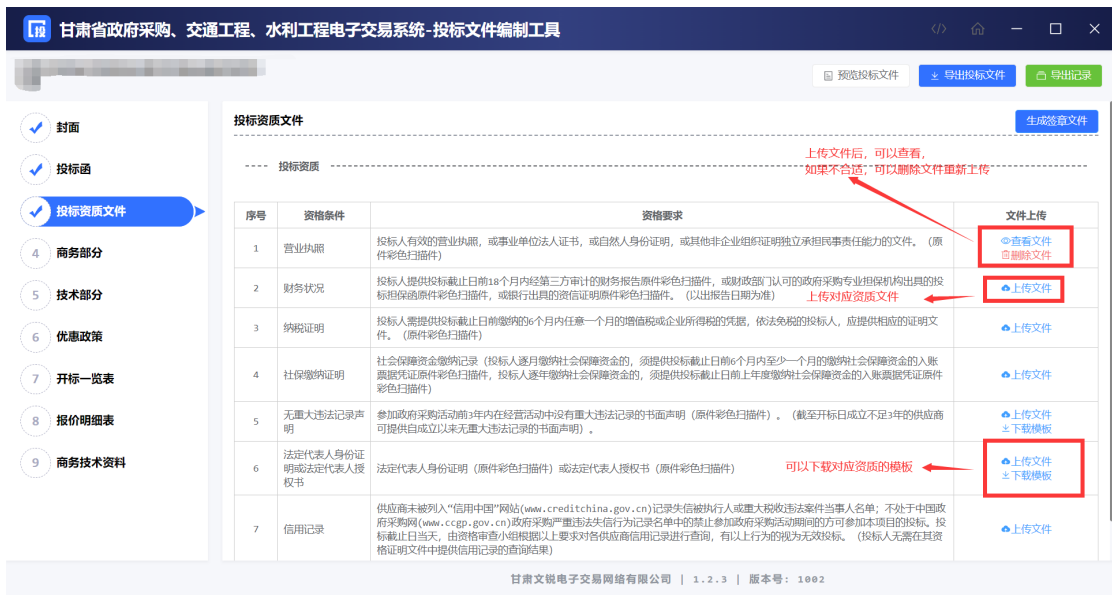 投
甘肃省政府采购、交通工程、水利工程电子交易系统-投标文件编制工具
预览投标文件
导出投标文件
导出记录
封面
投标函
投标资质文件
4 商务部分
5 技术部分
6 优惠政策
7 开标一览表
8 报价明细表
9 商务技术资料
投标资质文件
生成签章文件
投标资质
上传文件后，可以查看，
如果不合适，可以删除文件重新上传
序号 资格条件 资格要求 文件上传
1 营业执照
投标人有效的营业执照，或事业单位法人证书，或自然人身份证明，或其他非企业组织证明独立承担民事责任能力的文件。（原
件彩色扫描件）
查看文件
删除文件
2 财务状况
投标人提供投标截止日前18个月内经第三方审计的财务报告原件彩色扫描件，或财政部门认可的政府采购专业担保机构出具的投
标担保函原件彩色扫描件，或银行出具的资信证明原件彩色扫描件。（以出报告日期为准）
上传对应资质文件
上传文件
3 纳税证明
投标人需提供投标截止日前缴纳的6个月内任意一个月的增值税或企业所得税的凭据，依法免税的投标人，应提供相应的证明文
件。（原件彩色扫描件）
上传文件
4 社保缴纳证明
社会保障资金缴纳记录（投标人逐月缴纳社会保障资金的，须提供投标截止日前6个月内至少一个月的缴纳社会保障资金的入账
票据凭证原件彩色扫描件，投标人逐年缴纳社会保障资金的，须提供投标截止日前上年度缴纳社会保障资金的入账票据凭证原件
彩色扫描件）
上传文件
5 无重大违法记录声
明
参加政府采购活动前3年内在经营活动中没有重大违法记录的书面声明（原件彩色扫描件）。（截至开标日成立不足3年的供应商
可提供自成立以来无重大违法记录的书面声明）。
上传文件
下载模板
6 法定代表人身份证
明或法定代表人授
权书
法定代表人身份证明（原件彩色扫描件）或法定代表人授权书（原件彩色扫描件）
可以下载对应资质的模板
上传文件
下载模板
7 信用记录
供应商未被列入“信用中国”网站(www.creditchina.gov.cn)记录失信被执行人或重大税收违法案件当事人名单；不处于中国政
府采购网(www.ccgp.gov.cn)政府采购严重违法失信行为记录名单中的禁止参加政府采购活动期间的方可参加本项目的投标。投
标截止日当天，由资格审查小组根据以上要求对各供应商信用记录进行查询，有以上行为的视为无效投标。（投标人无需在其资
格证明文件中提供信用记录的查询结果）
上传文件
甘肃文锐电子交易网络有限公司 | 1.2.3 | 版本号: 1002